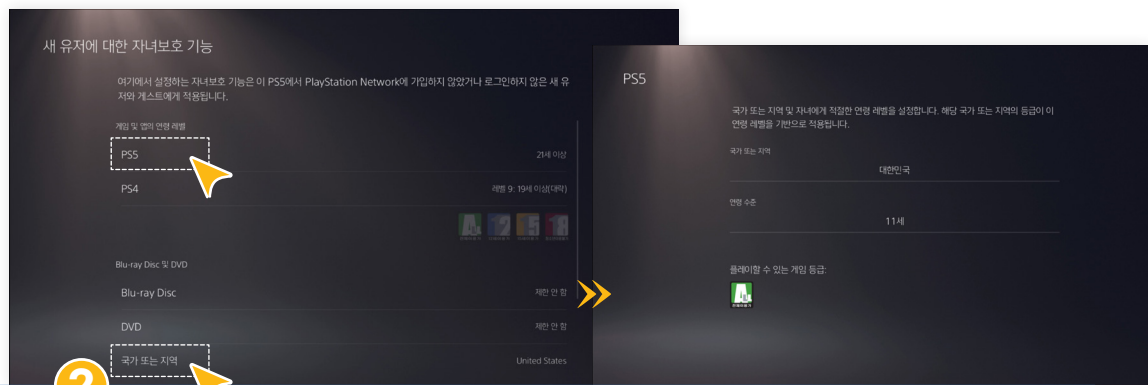 새 유저에 대한 자녀보호 기능
여기에서 설정하는 자녀보호 기능은 이 PS5에서 PlayStation Network에 가입하지 않았거나 로그인하지 않은 새 유
저와 게스트에게 적용됩니다.
게임 및 앱의 연령 레벨
PS5 21세 이상
PS4 레벨 9: 19세 이상(대략)
Blu-ray Disc 및 DVD
Blu-ray Disc 제한 안 함
DVD 제한 안 함
국가 또는 지역 United States
PS5
국가 또는 지역 및 자녀에게 적절한 연령 레벨을 설정합니다. 해당 국가 또는 지역의 등급이 이
연령 레벨을 기반으로 적용됩니다.
국가 또는 지역
대한민국
연령 수준
11세
플레이할 수 있는 게임 등급: